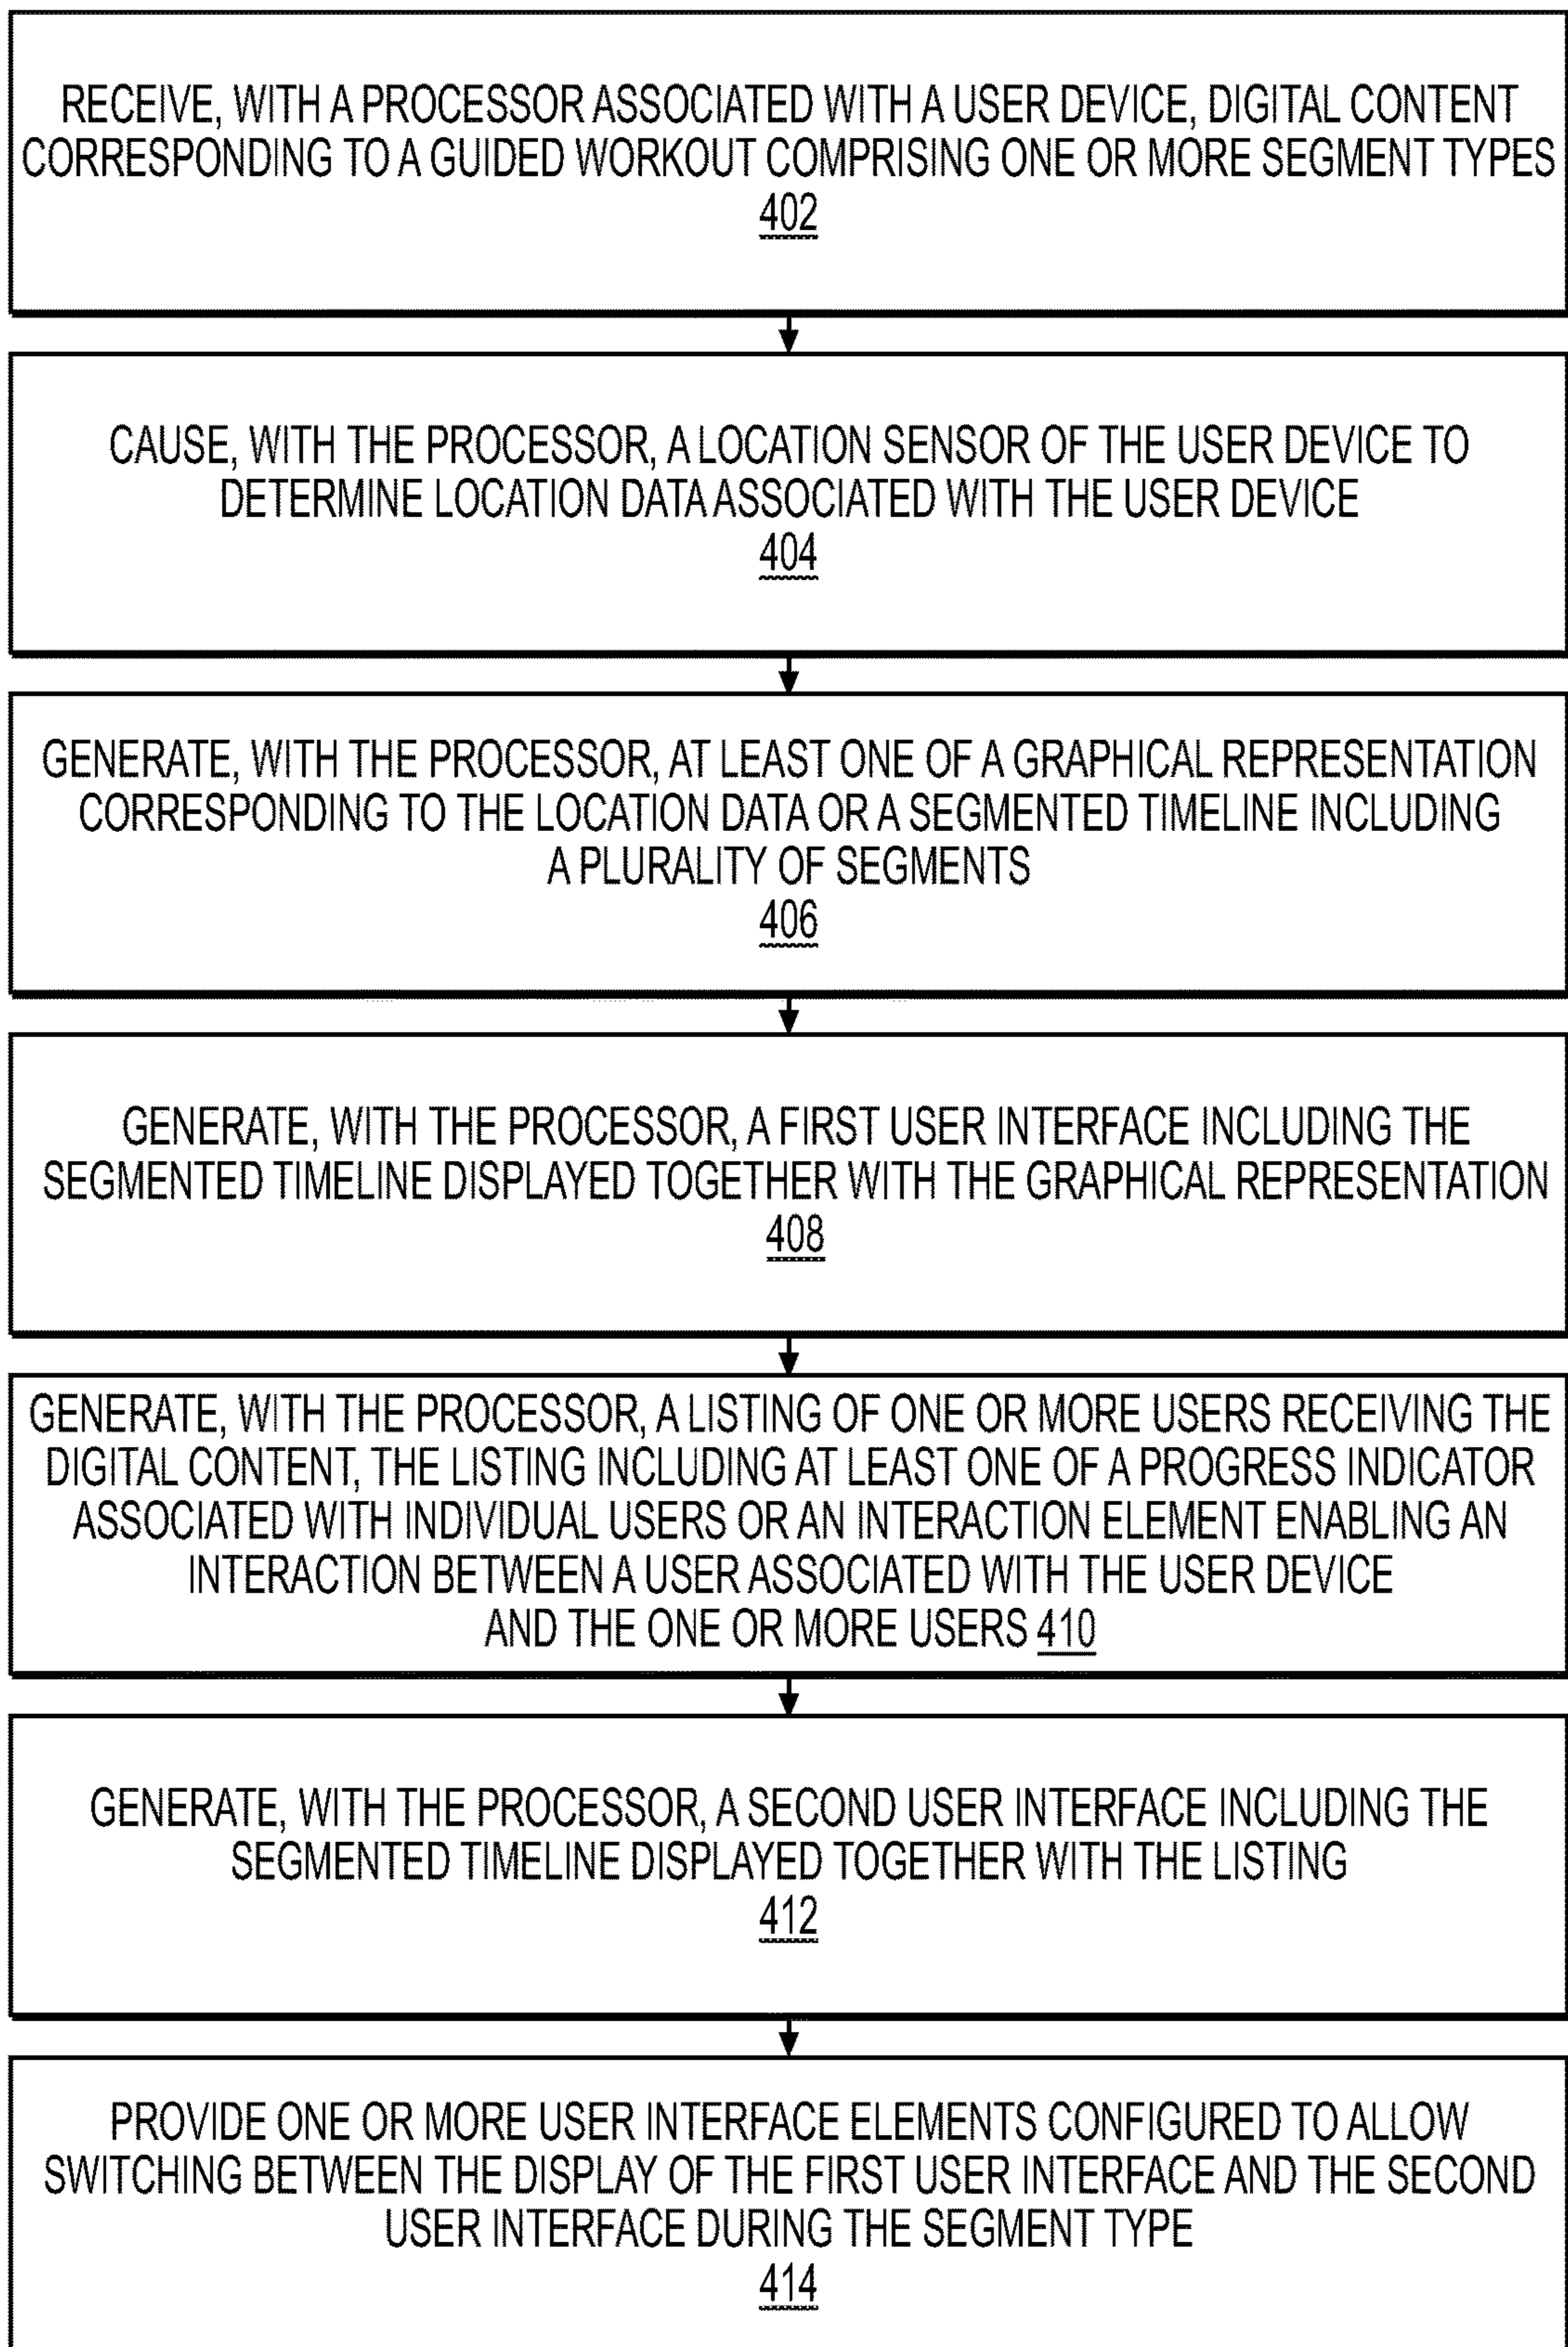 RECEIVE, WITH A PROCESSOR ASSOCIATED WITH A USER DEVICE, DIGITAL CONTENT
CORRESPONDING TO A GUIDED WORKOUT COMPRISING ONE OR MORE SEGMENT TYPES
402
CAUSE, WITH THE PROCESSOR, A LOCATION SENSOR OF THE USER DEVICE TO
DETERMINE LOCATION DATA ASSOCIATED WITH THE USER DEVICE
404
GENERATE, WITH THE PROCESSOR, AT LEAST ONE OF A GRAPHICAL REPRESENTATION
CORRESPONDING TO THE LOCATION DATA OR A SEGMENTED TIMELINE INCLUDING
A PLURALITY OF SEGMENTS
406
GENERATE, WITH THE PROCESSOR, A FIRST USER INTERFACE INCLUDING THE
SEGMENTED TIMELINE DISPLAYED TOGETHER WITH THE GRAPHICAL REPRESENTATION
408
GENERATE, WITH THE PROCESSOR, A LISTING OF ONE OR MORE USERS RECEIVING THE
DIGITAL CONTENT, THE LISTING INCLUDING AT LEAST ONE OF A PROGRESS INDICATOR
ASSOCIATED WITH INDIVIDUAL USERS OR AN INTERACTION ELEMENT ENABLING AN
INTERACTION BETWEEN A USER ASSOCIATED WITH THE USER DEVICE
AND THE ONE OR MORE USERS 410
GENERATE, WITH THE PROCESSOR, A SECOND USER INTERFACE INCLUDING THE
SEGMENTED TIMELINE DISPLAYED TOGETHER WITH THE LISTING
412
PROVIDE ONE OR MORE USER INTERFACE ELEMENTS CONFIGURED TO ALLOW
SWITCHING BETWEEN THE DISPLAY OF THE FIRST USER INTERFACE AND THE SECOND
USER INTERFACE DURING THE SEGMENT TYPE
414